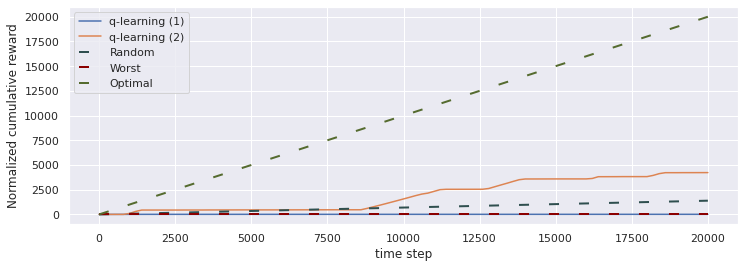 Normalized cumulative reward
20000
17500
15000
12500
10000
7500
5000
2500
0
q-learning (1)
q-learning (2)
Random
Worst
Optimal
0 2500 5000 7500 10000 12500 15000 17500 20000
time step